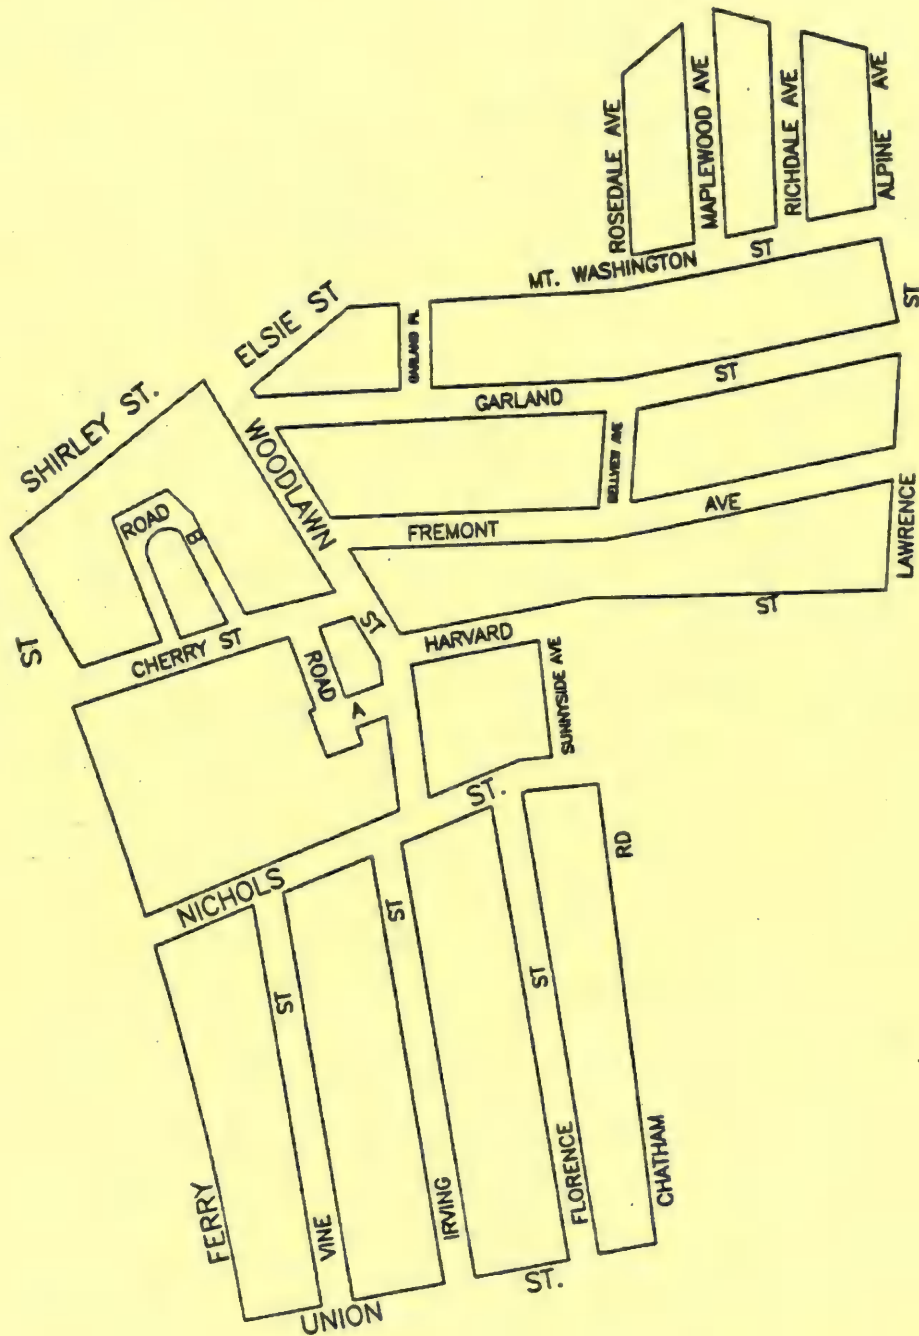 ROSEDALE AVE
MAPLEWOOD AVE
RICHDALE AVE
ALPINE AVE
MT. WASHINGTON ST
ELSIE ST
GARLAND PL
GARLAND ST
SHIRLEY ST.
WOODLAWN ST
BELLVIEW AVE
FREMONT AVE
LAWRENCE ST
ROAD B
CHERRY ST
ROAD A
HARVARD ST
SUNNYSIDE AVE
NICHOLS ST.
FERRY ST
VINE ST
IRVING ST
FLORENCE ST
CHATHAM RD
UNION ST.